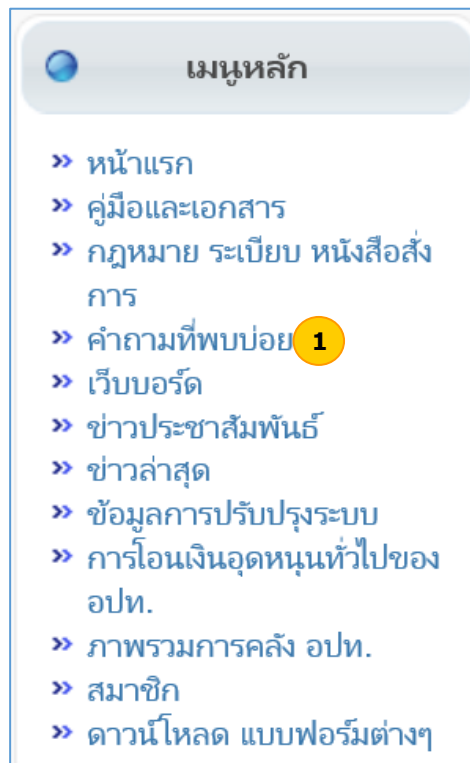 เมนูหลัก
» หน้าแรก
» คู่มือและเอกสาร
» กฎหมาย ระเบียบ หนังสือสั่ง
การ
» คำถามที่พบบ่อย 1
» เว็บบอร์ด
» ข่าวประชาสัมพันธ์
» ข่าวล่าสุด
» ข้อมูลการปรับปรุงระบบ
» การโอนเงินอุดหนุนทั่วไปของ
อปท.
» ภาพรวมการคลัง อปท.
» สมาชิก
» ดาวน์โหลด แบบฟอร์มต่างๆ